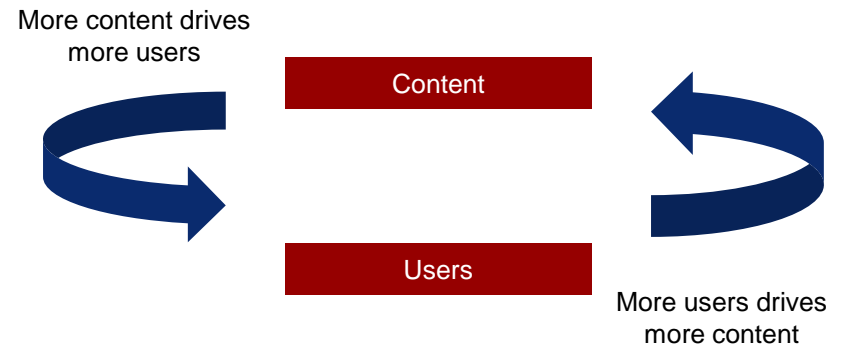 More content drives
more users
Content
Users
More users drives
more content